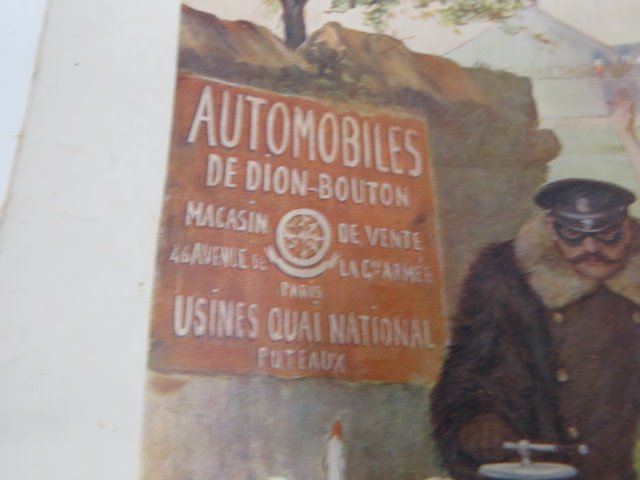 AUTOMOBILES
DE DION-BOUTON
MAGASIN DE VENTE
46 AVENUE DE LA GDE ARMÉE
PARIS
USINES QUAI NATIONAL
PUTEAUX